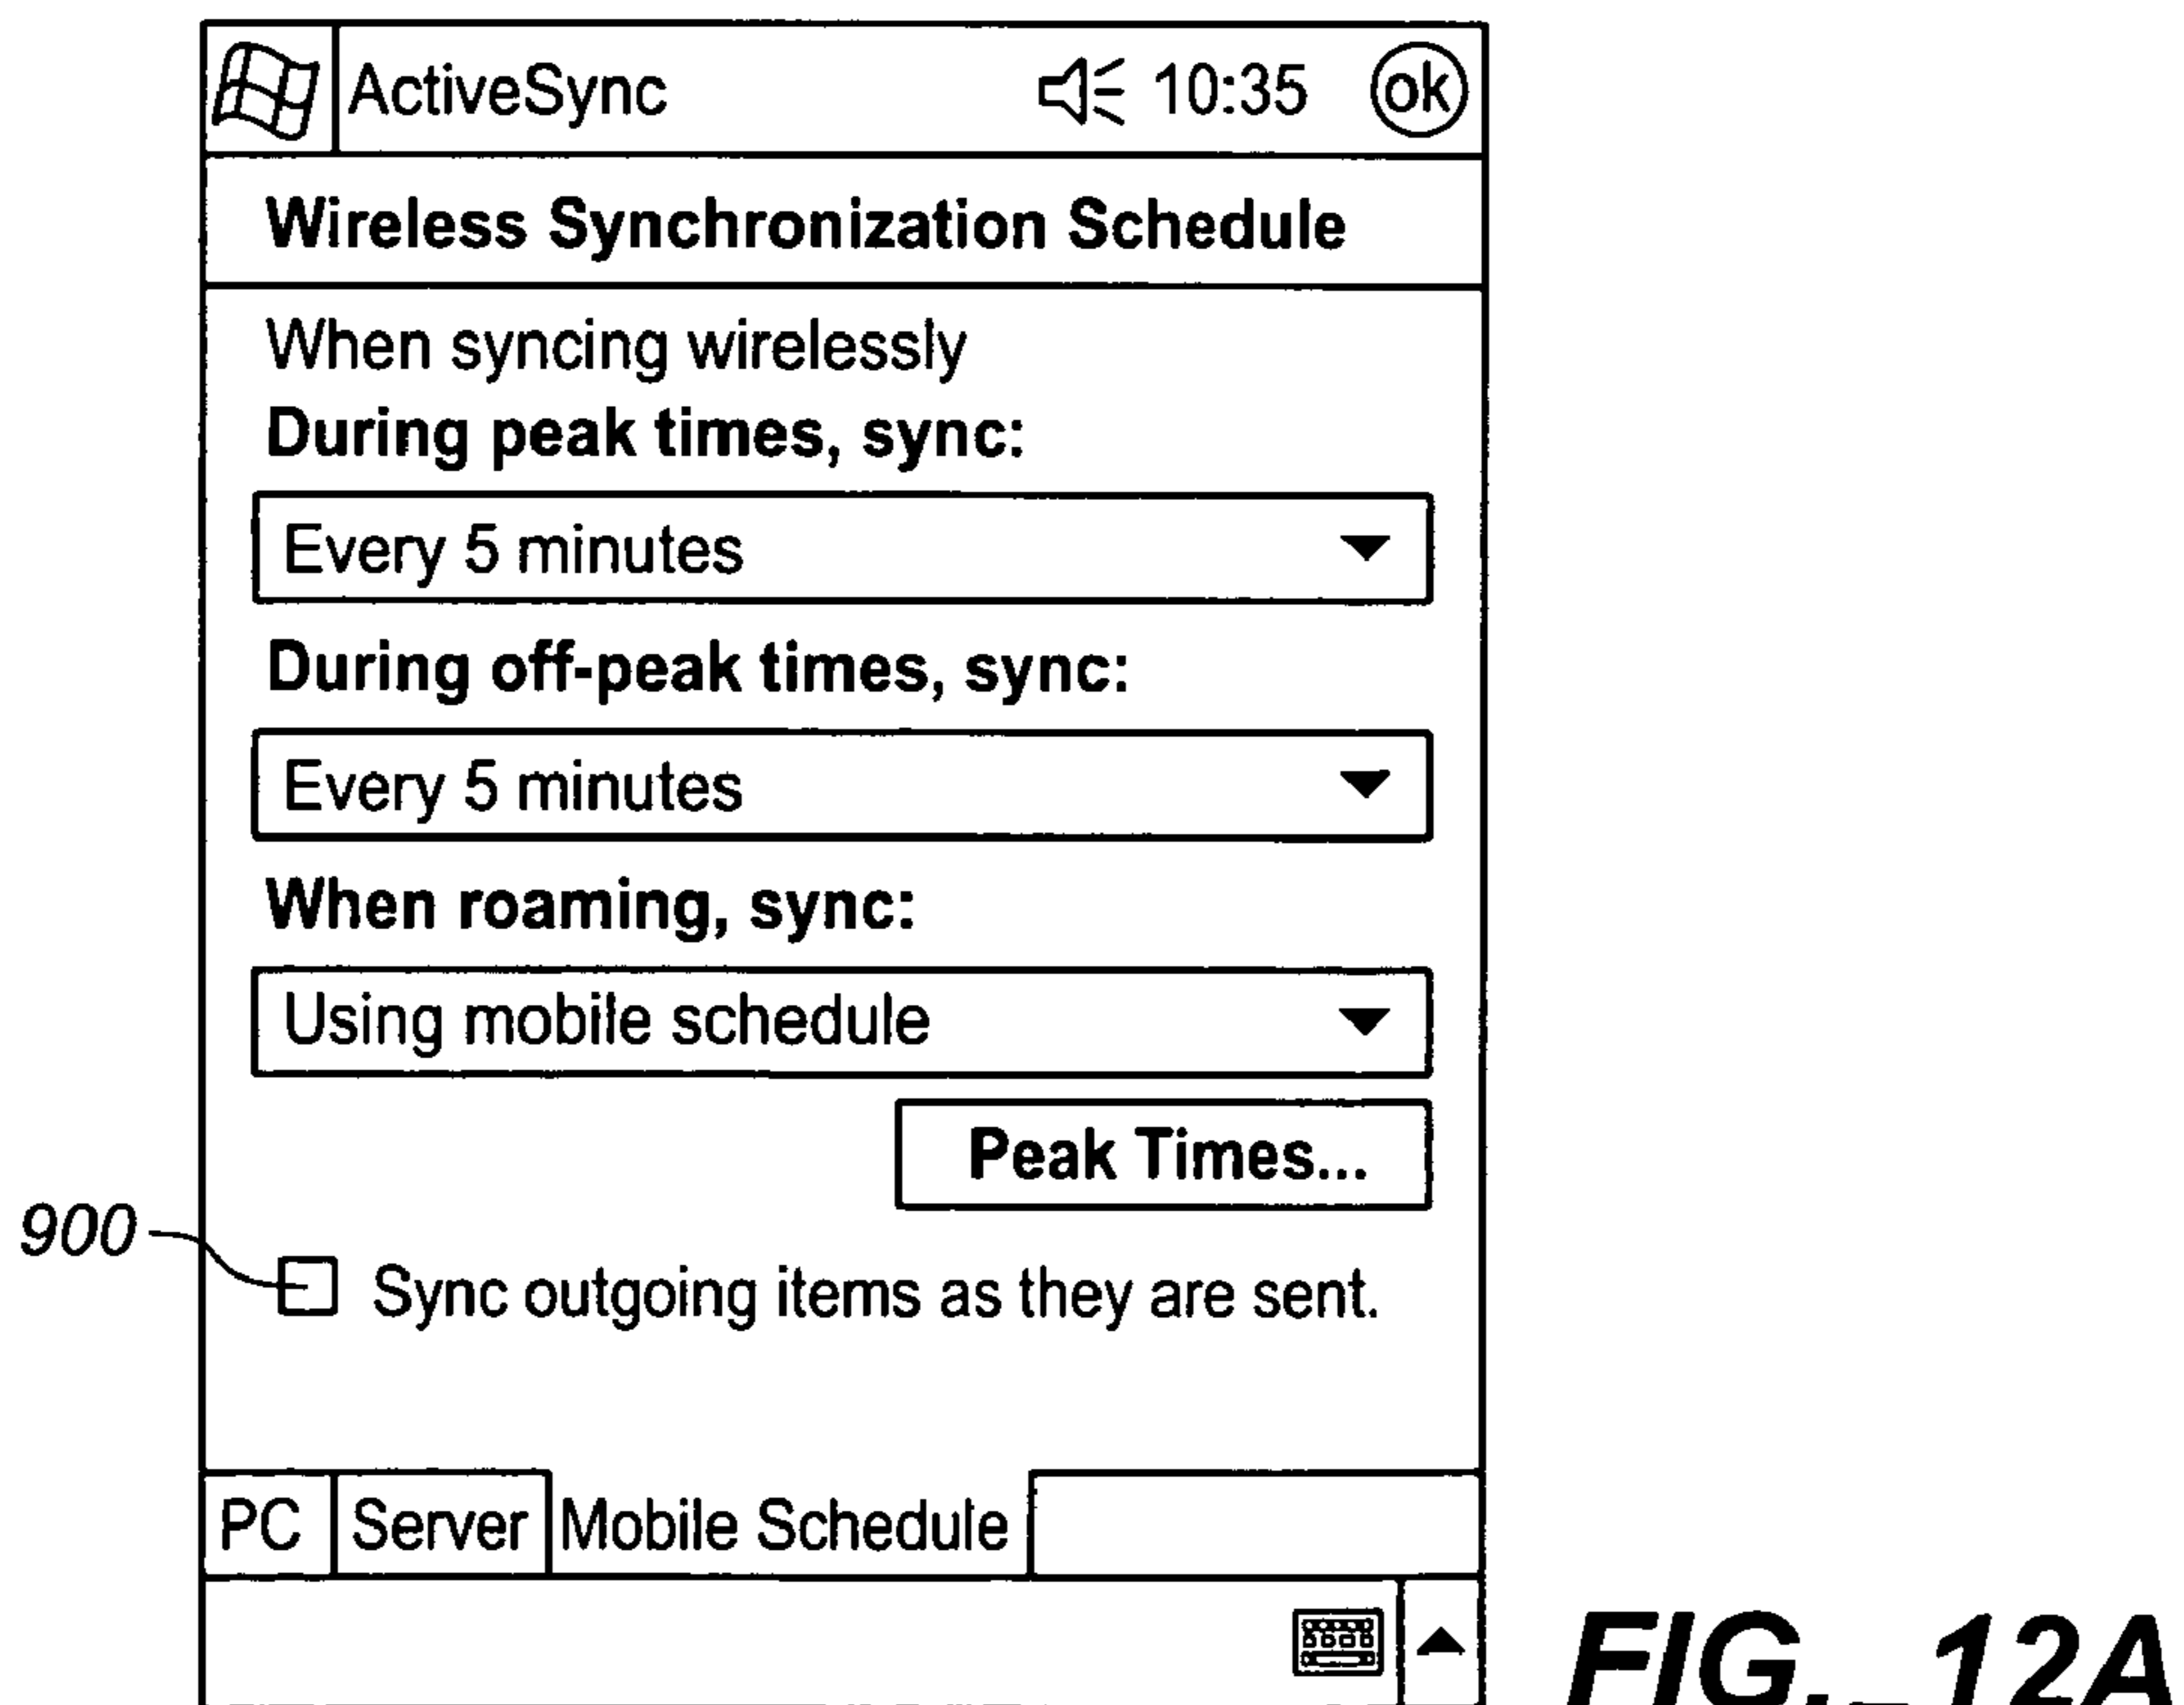 ActiveSync 10:35 ok
Wireless Synchronization Schedule
When syncing wirelessly
During peak times, sync:
Every 5 minutes
During off-peak times, sync:
Every 5 minutes
When roaming, sync:
Using mobile schedule
Peak Times...
900
Sync outgoing items as they are sent.
PC Server Mobile Schedule
FIG._12A